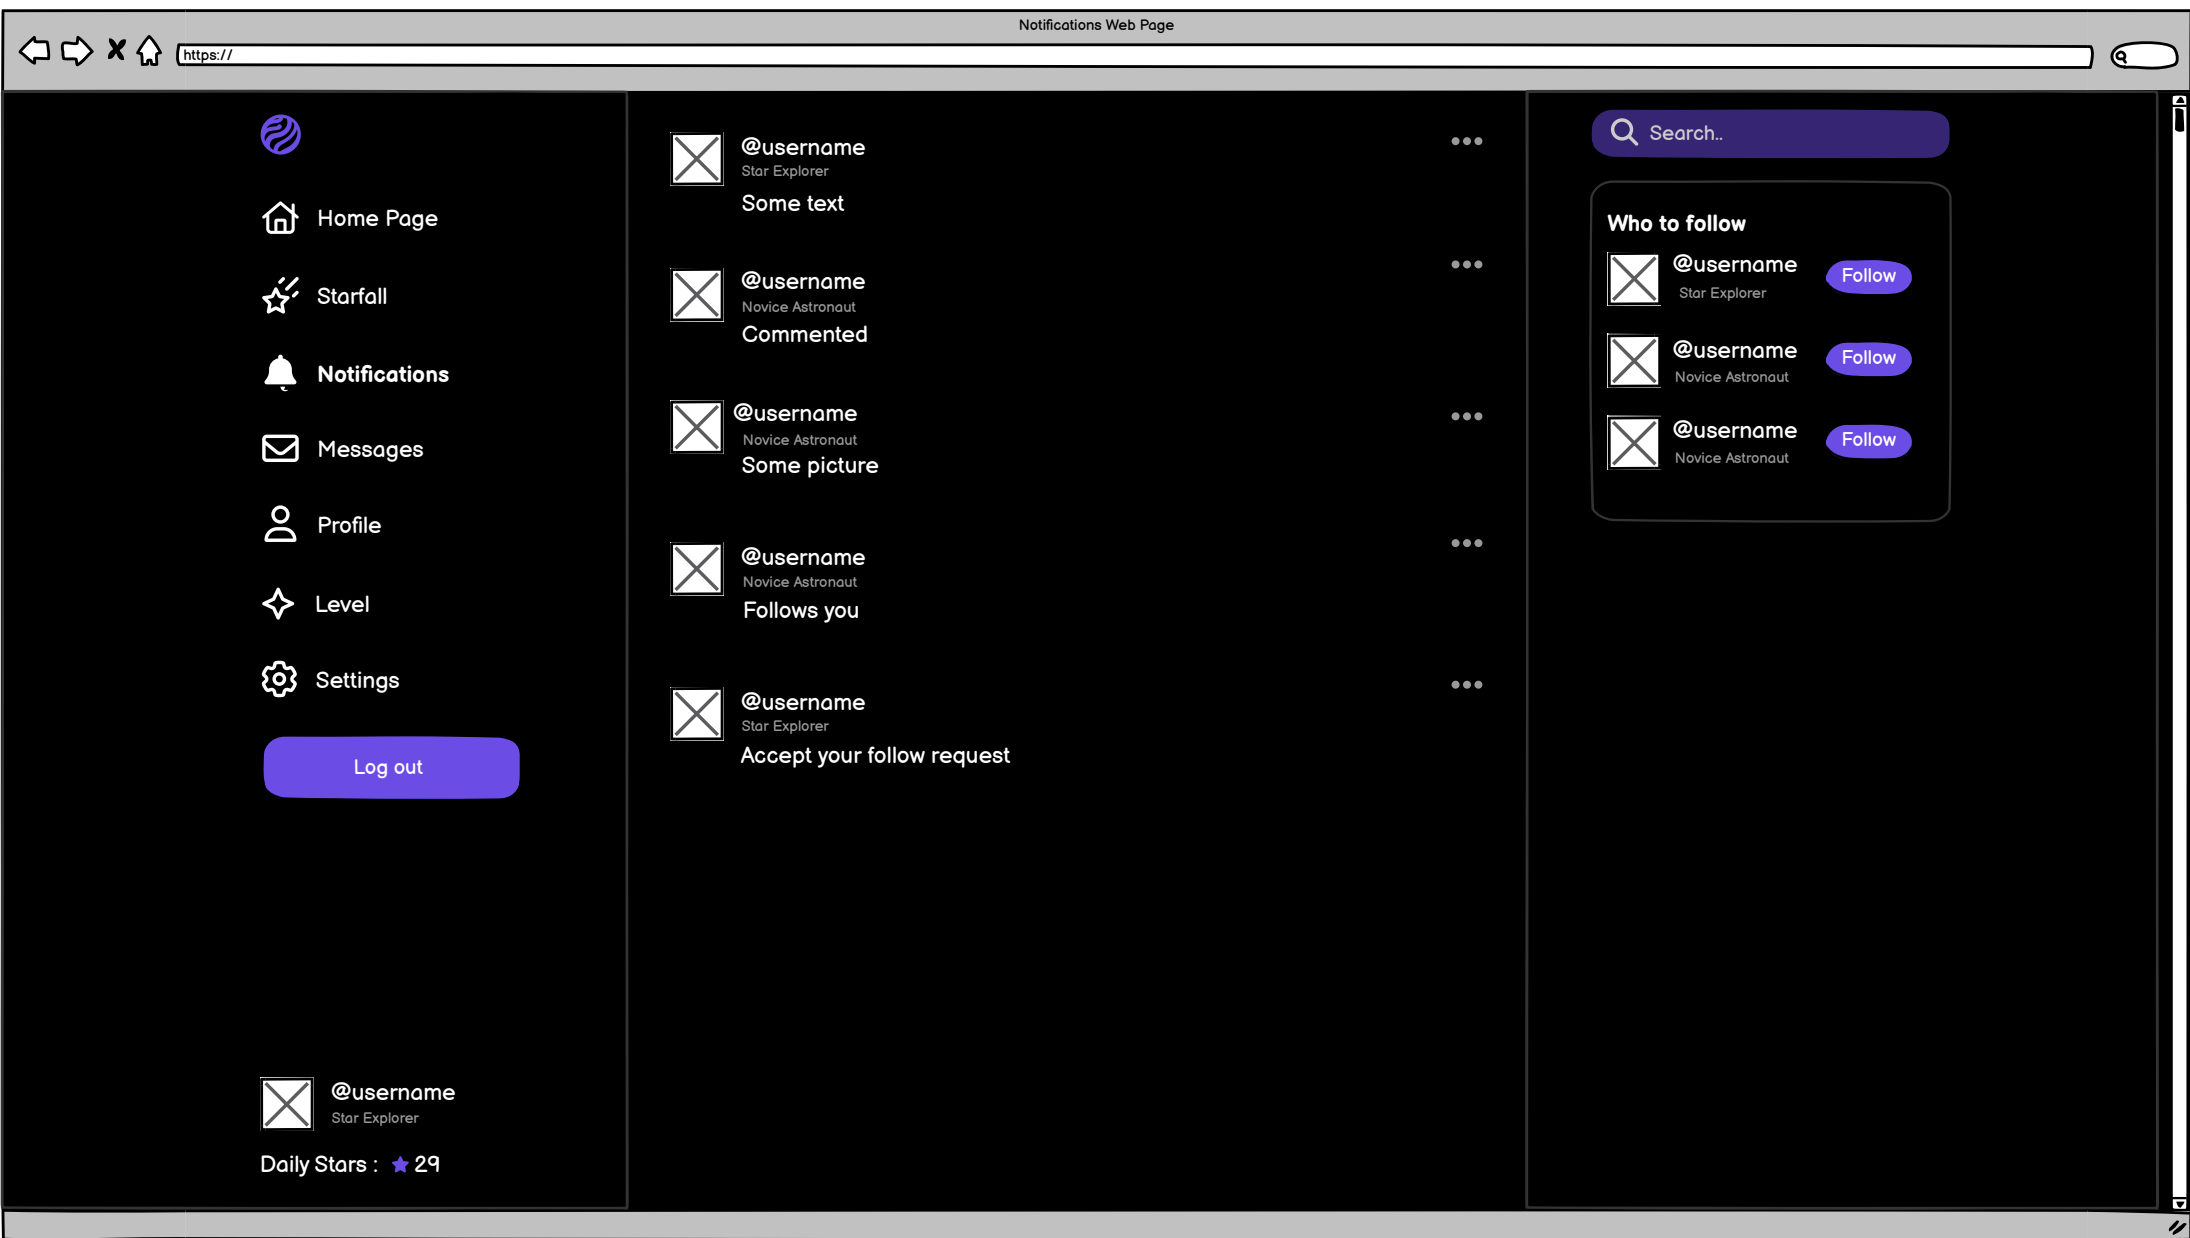 Notifications Web Page
https://
Home Page
Starfall
Notifications
Messages
Profile
Level
Settings
Log out
@username
Star Explorer
Daily Stars : 29
@username
Star Explorer
Some text
@username
Novice Astronaut
Commented
@username
Novice Astronaut
Some picture
@username
Novice Astronaut
Follows you
@username
Star Explorer
Accept your follow request
Search..
Who to follow
@username
Star Explorer
Follow
@username
Novice Astronaut
Follow
@username
Novice Astronaut
Follow